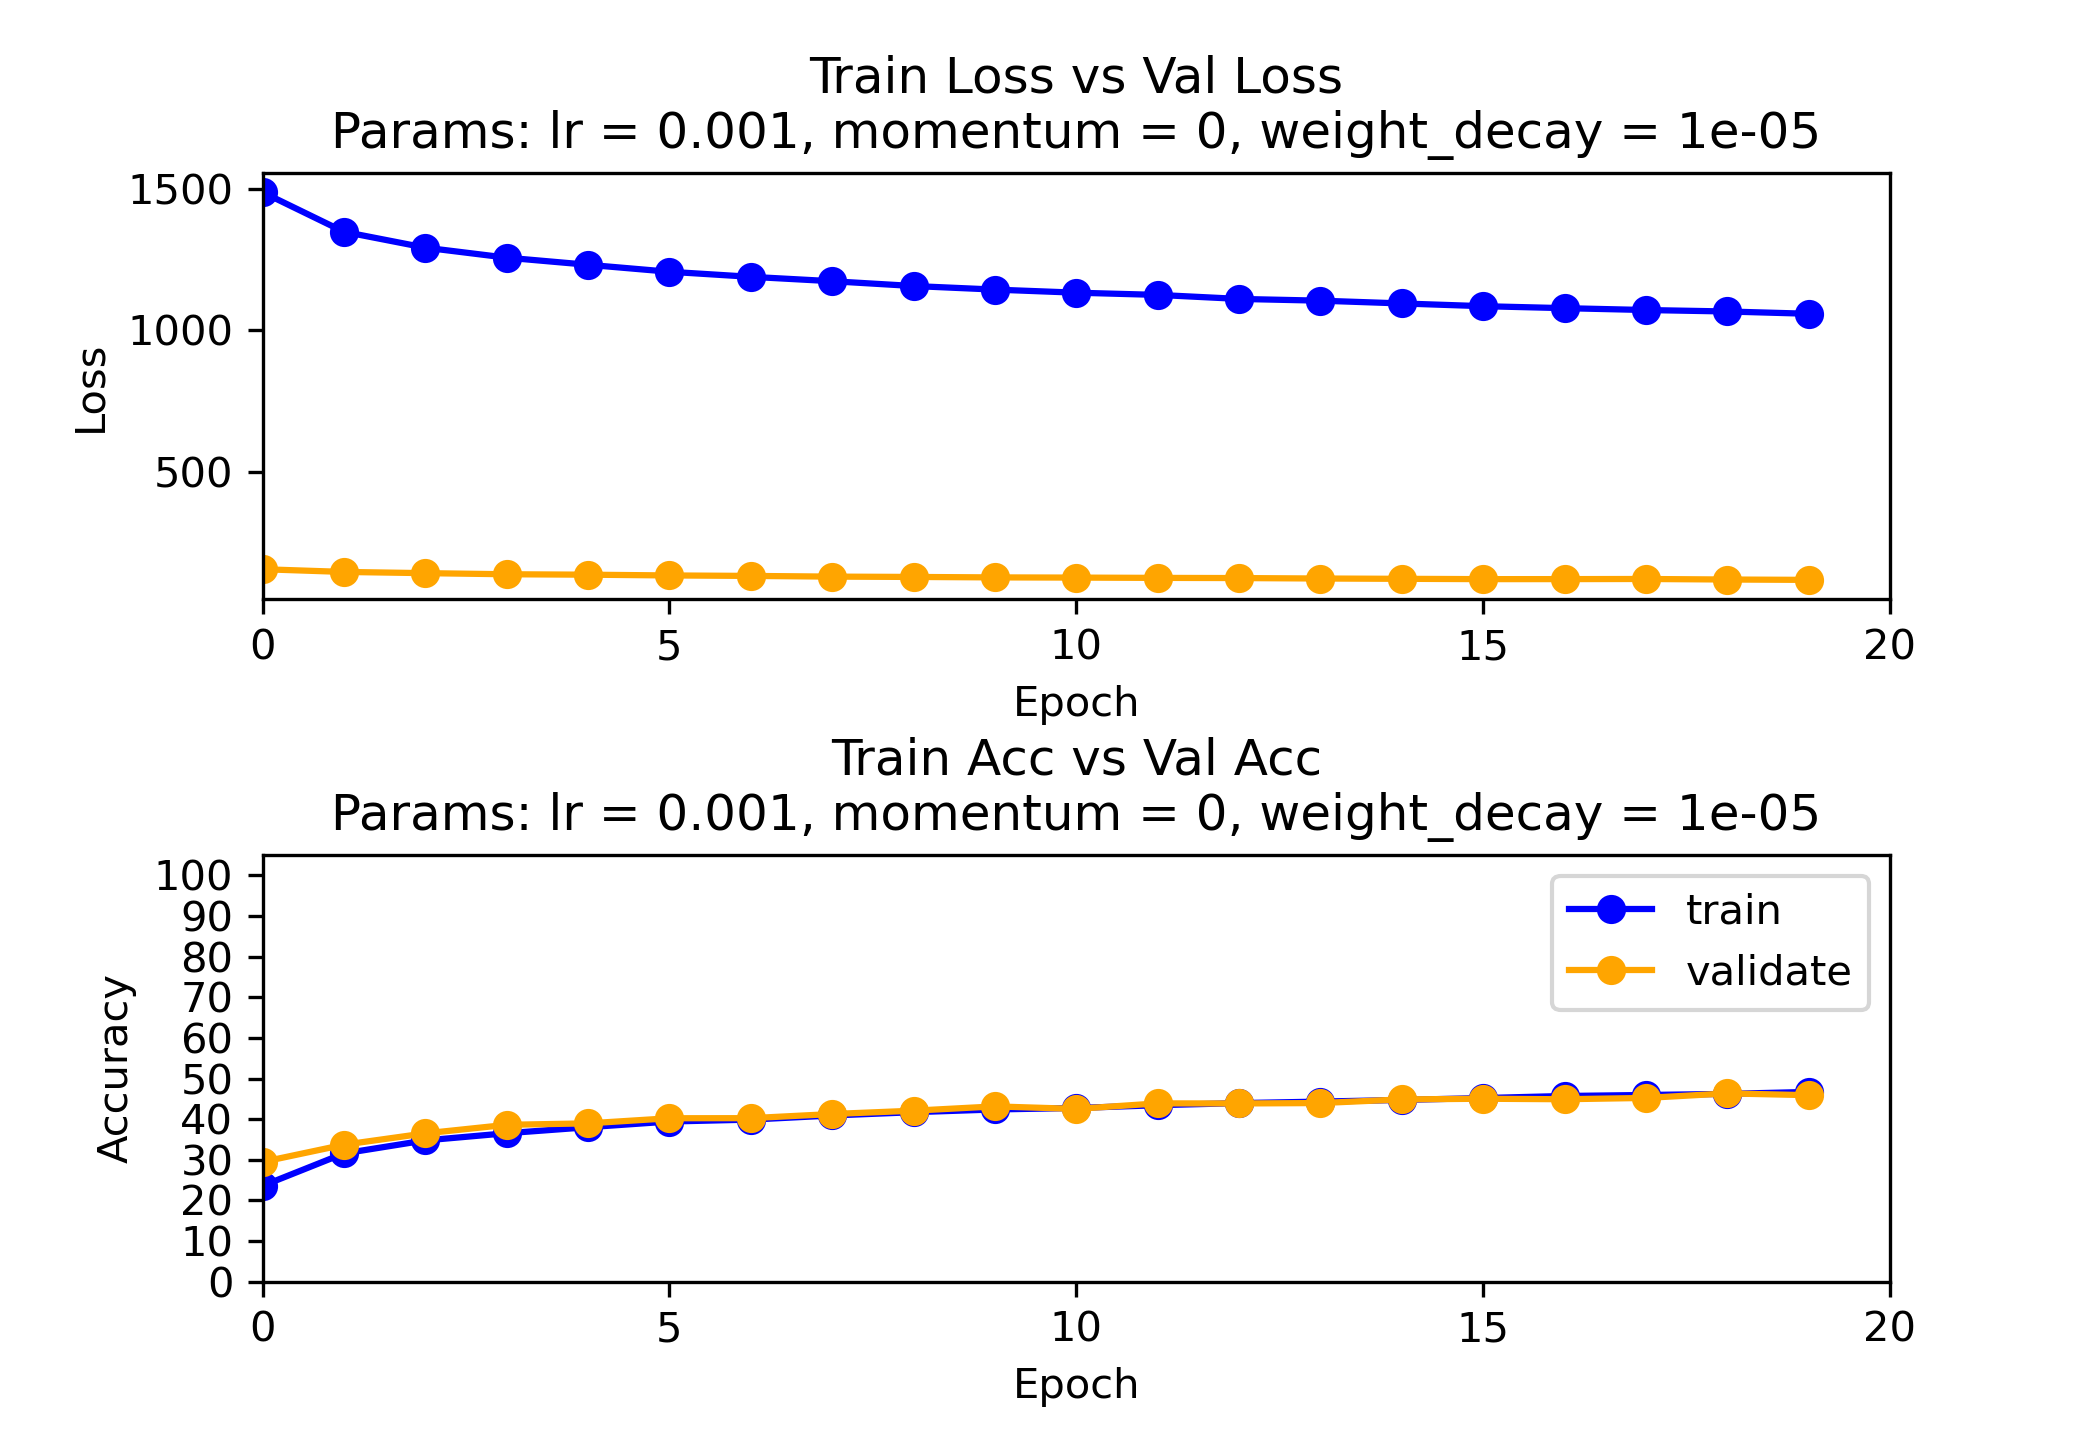 Train Loss vs Val Loss
Params: lr = 0.001, momentum = 0, weight_decay = 1e-05
1500
1000
500
Loss
0 5 10 15 20
Epoch
Train Acc vs Val Acc
Params: lr = 0.001, momentum = 0, weight_decay = 1e-05
100
90
80
70
60
50
40
30
20
10
0
Accuracy
train
validate
0 5 10 15 20
Epoch